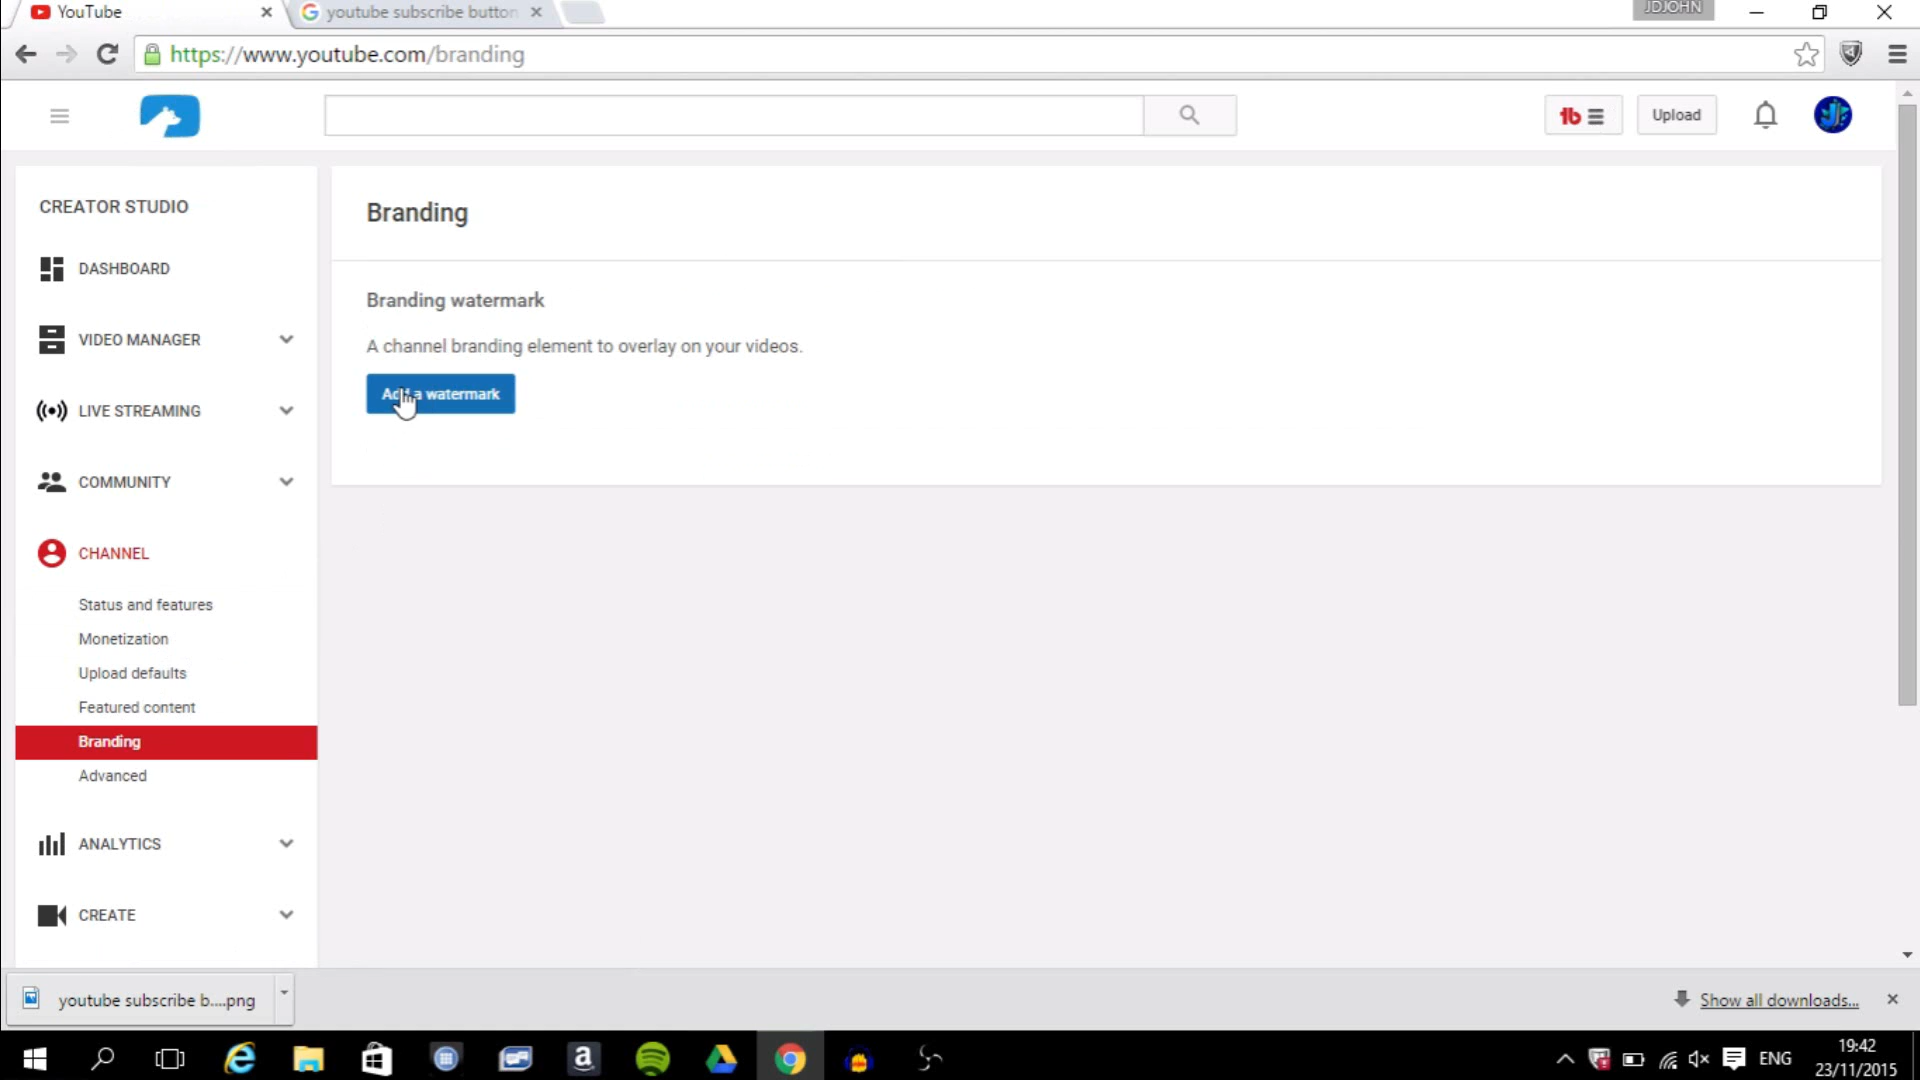 YouTube
youtube subscribe button
JDJOHN
https://www.youtube.com/branding
Upload
CREATOR STUDIO
DASHBOARD
VIDEO MANAGER
LIVE STREAMING
COMMUNITY
CHANNEL
Status and features
Monetization
Upload defaults
Featured content
Branding
Advanced
ANALYTICS
CREATE
Branding
Branding watermark
A channel branding element to overlay on your videos.
Add a watermark
youtube subscribe b....png
Show all downloads...
ENG
19:42
23/11/2015